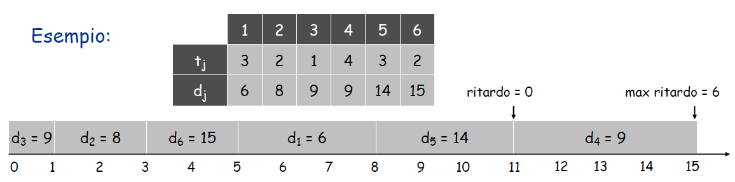 Esempio:
1 2 3 4 5 6
tj 3 2 1 4 3 2
dj 6 8 9 9 14 15
ritardo = 0 max ritardo = 6
d3 = 9 d2 = 8 d6 = 15 d1 = 6 d5 = 14 d4 = 9
0 1 2 3 4 5 6 7 8 9 10 11 12 13 14 15